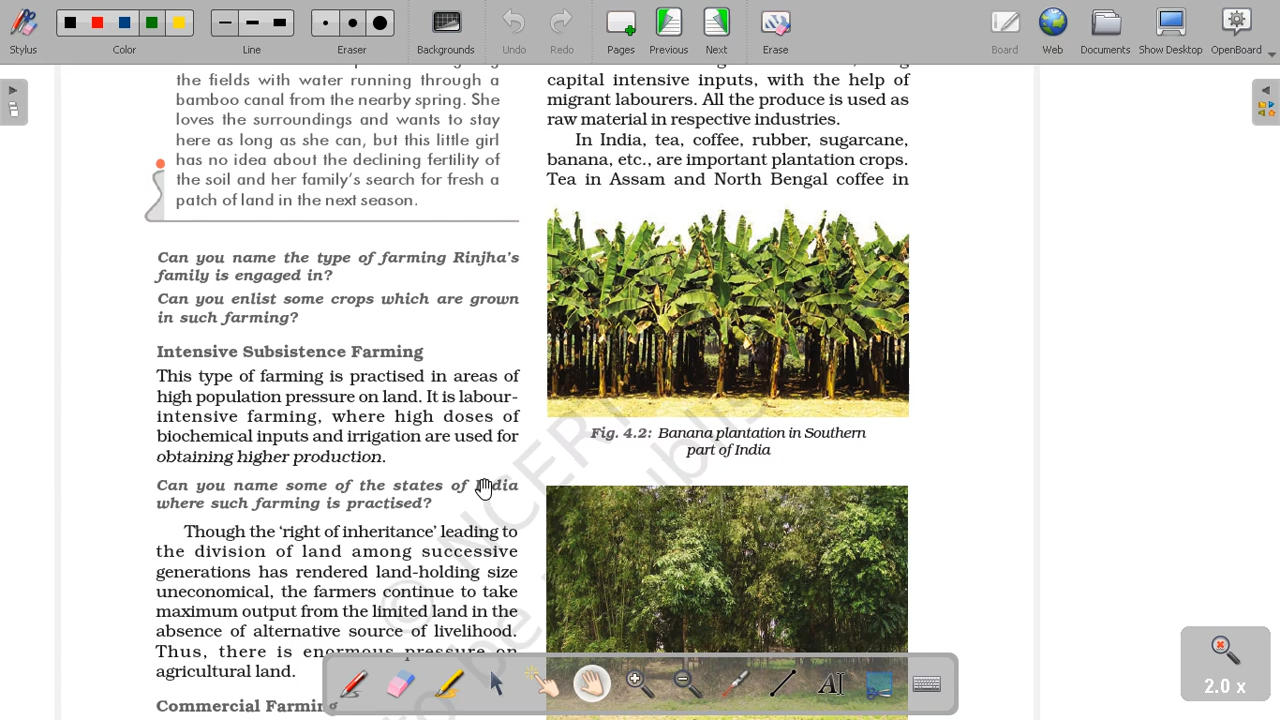 Stylus
Color
Line
Eraser
Backgrounds
Undo
Redo
Pages
Previous
Next
Erase
Board
Web
Documents
Show Desktop
OpenBoard
the fields with water running through a
bamboo canal from the nearby spring. She
loves the surroundings and wants to stay
here as long as she can, but this little girl
has no idea about the declining fertility of
the soil and her family's search for fresh a
patch of land in the next season.
Can you name the type of farming Rinjha's
family is engaged in?
Can you enlist some crops which are grown
in such farming?
Intensive Subsistence Farming
This type of farming is practised in areas of
high population pressure on land. It is labour-
intensive farming, where high doses of
biochemical inputs and irrigation are used for
obtaining higher production.
Can you name some of the states of India
where such farming is practised?
Though the 'right of inheritance' leading to
the division of land among successive
generations has rendered land-holding size
uneconomical, the farmers continue to take
maximum output from the limited land in the
absence of alternative source of livelihood.
Thus, there is enormous pressure on
agricultural land.
Commercial Farming
capital intensive inputs, with the help of
migrant labourers. All the produce is used as
raw material in respective industries.
In India, tea, coffee, rubber, sugarcane,
banana, etc., are important plantation crops.
Tea in Assam and North Bengal coffee in
Fig. 4.2: Banana plantation in Southern
part of India
© NCERT
to be
publis
2.0 x